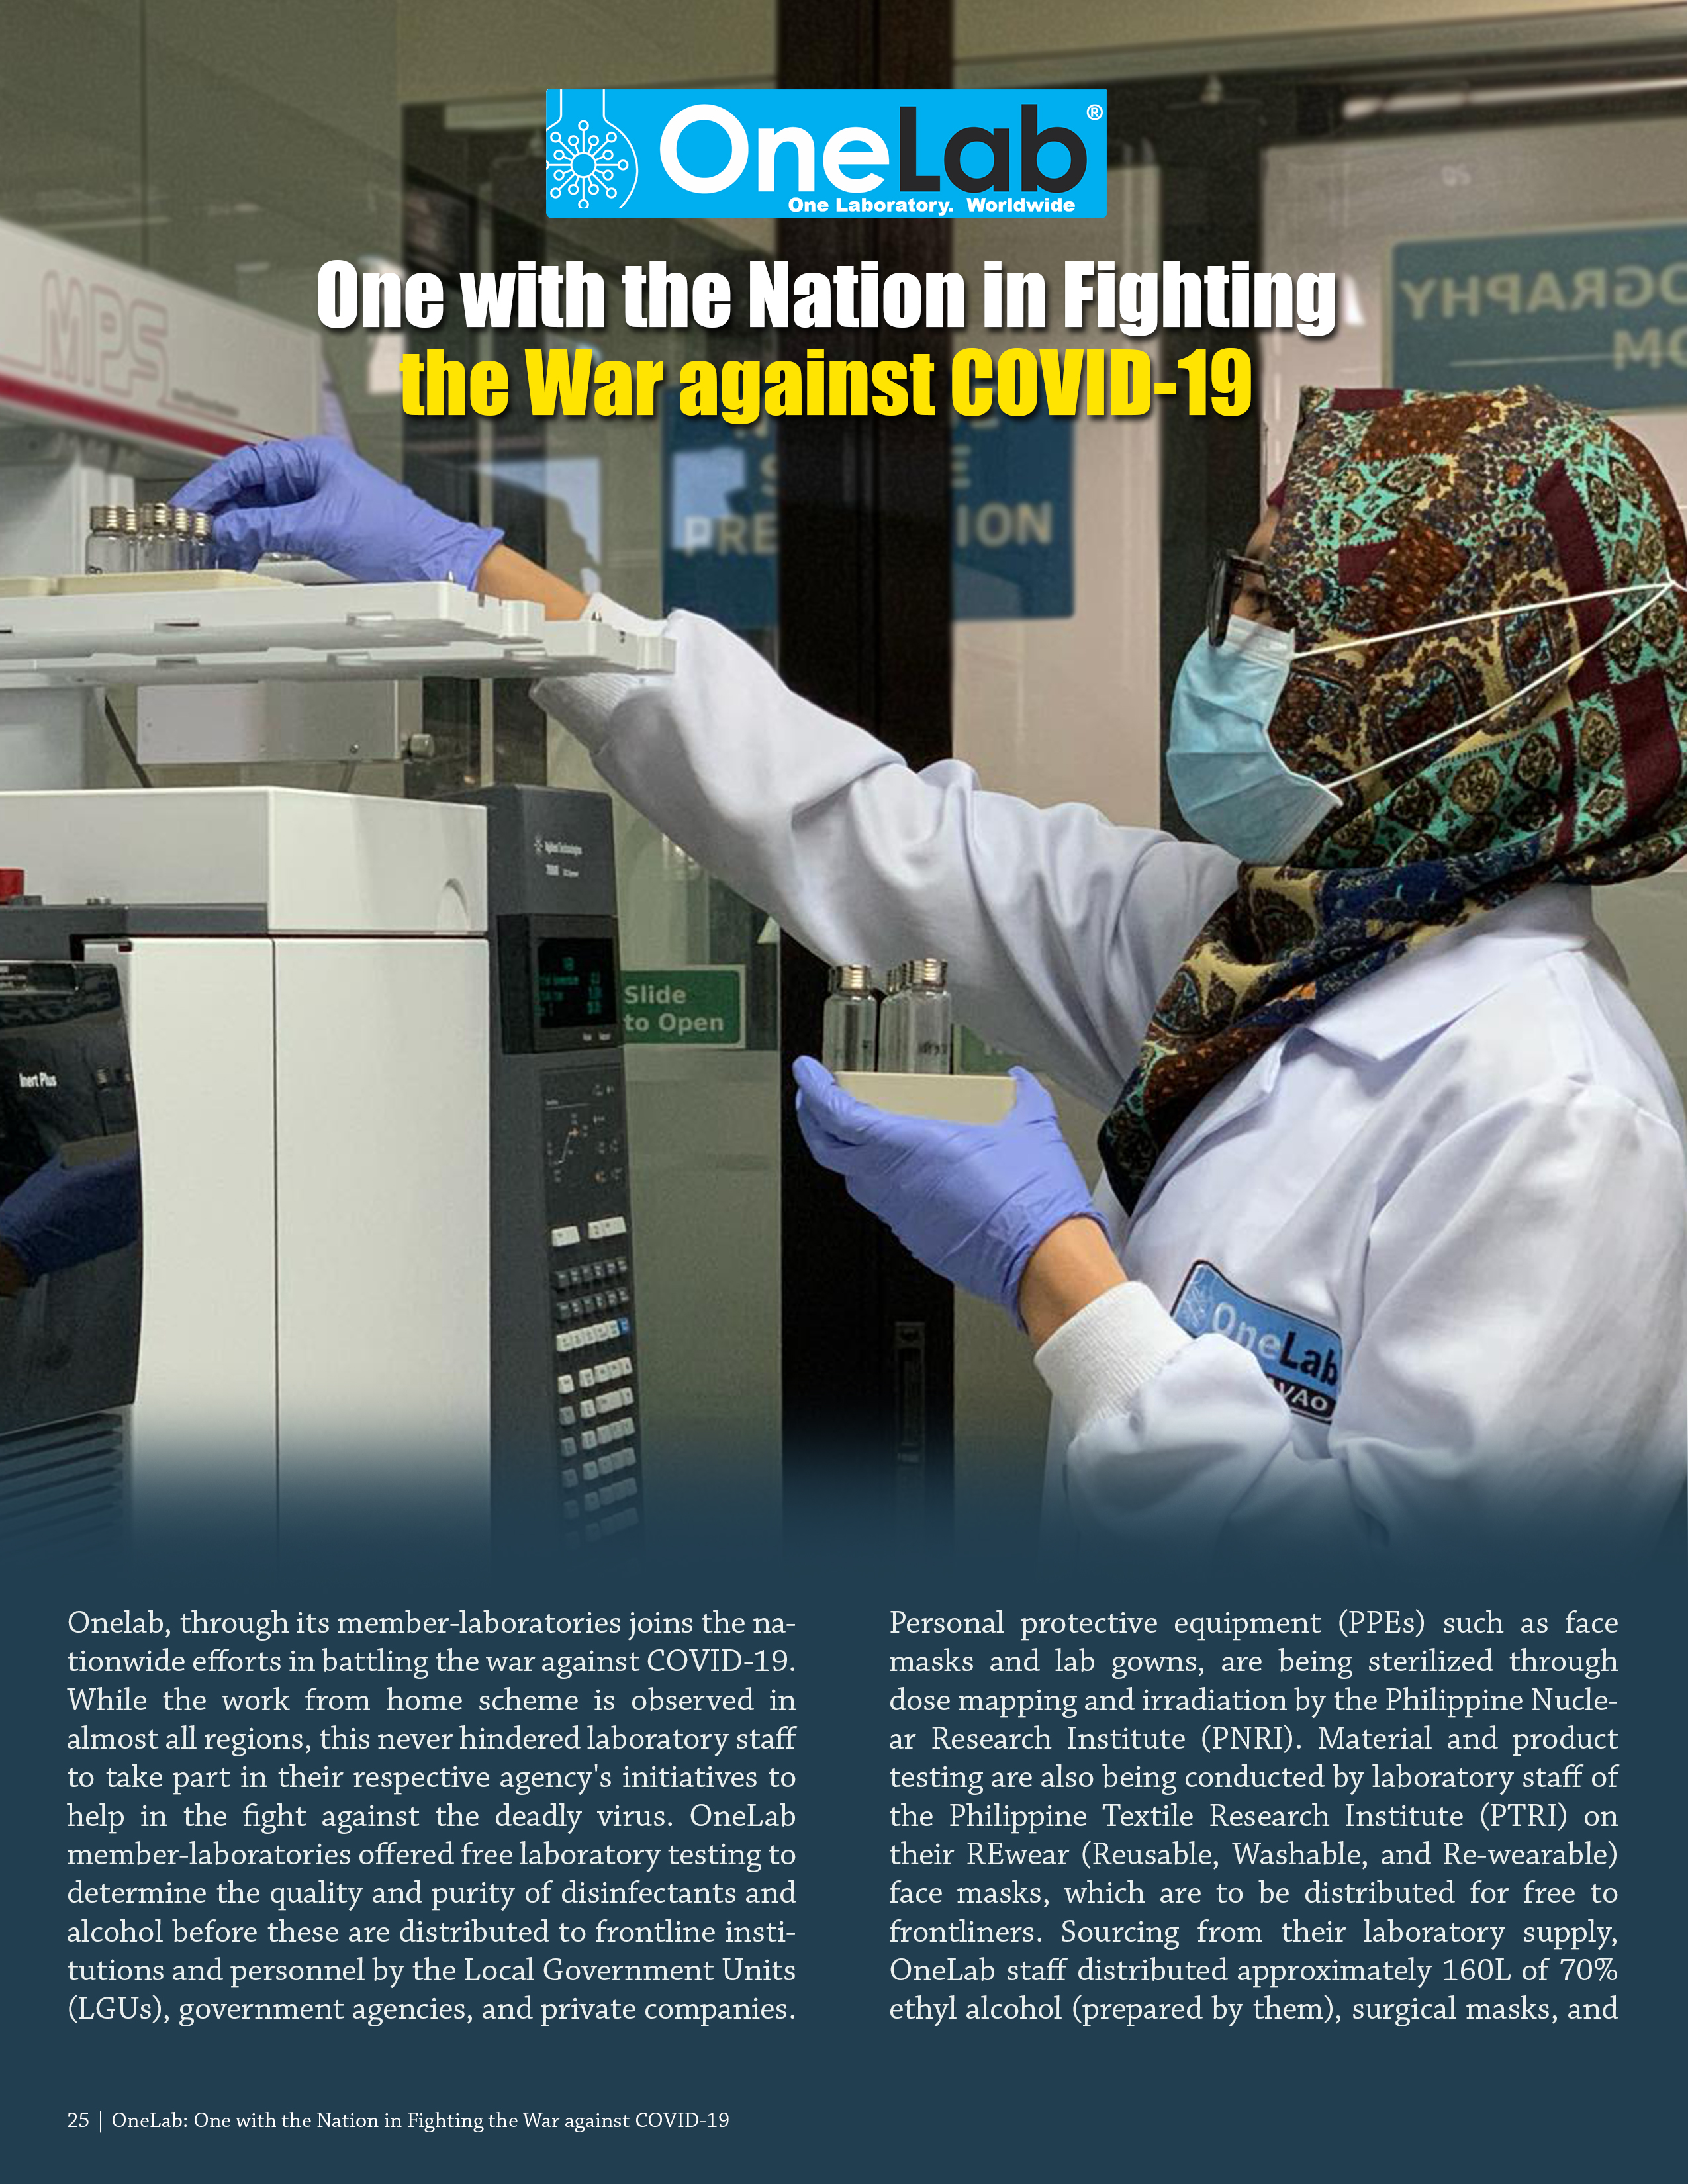 OneLab®
One Laboratory. Worldwide
One with the Nation in Fighting
the War against COVID-19
MPS
Agilent Technologies
Inert Plus
Slide
to Open
OneLab
Onelab, through its member-laboratories joins the na-
tionwide efforts in battling the war against COVID-19.
While the work from home scheme is observed in
almost all regions, this never hindered laboratory staff
to take part in their respective agency's initiatives to
help in the fight against the deadly virus. OneLab
member-laboratories offered free laboratory testing to
determine the quality and purity of disinfectants and
alcohol before these are distributed to frontline insti-
tutions and personnel by the Local Government Units
(LGUs), government agencies, and private companies.
Personal protective equipment (PPEs) such as face
masks and lab gowns, are being sterilized through
dose mapping and irradiation by the Philippine Nucle-
ar Research Institute (PNRI). Material and product
testing are also being conducted by laboratory staff of
the Philippine Textile Research Institute (PTRI) on
their REwear (Reusable, Washable, and Re-wearable)
face masks, which are to be distributed for free to
frontliners. Sourcing from their laboratory supply,
OneLab staff distributed approximately 160L of 70%
ethyl alcohol (prepared by them), surgical masks, and
25 | OneLab: One with the Nation in Fighting the War against COVID-19